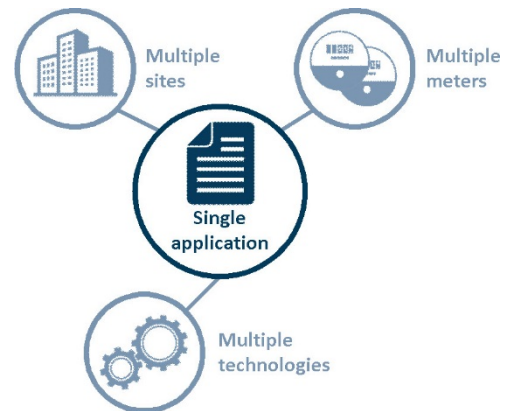 Multiple
sites
Multiple
meters
Single
application
Multiple
technologies